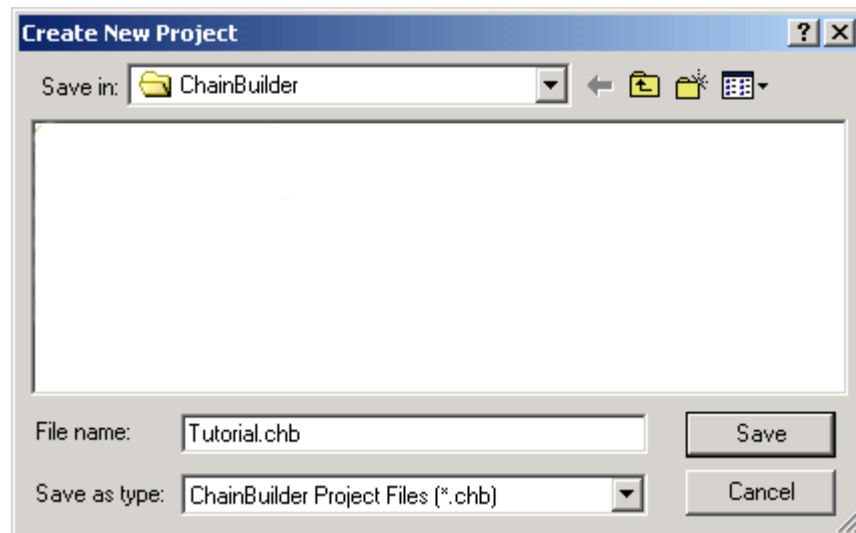 Create New Project
Save in: ChainBuilder
File name: Tutorial.chb Save
Save as type: ChainBuilder Project Files (*.chb) Cancel